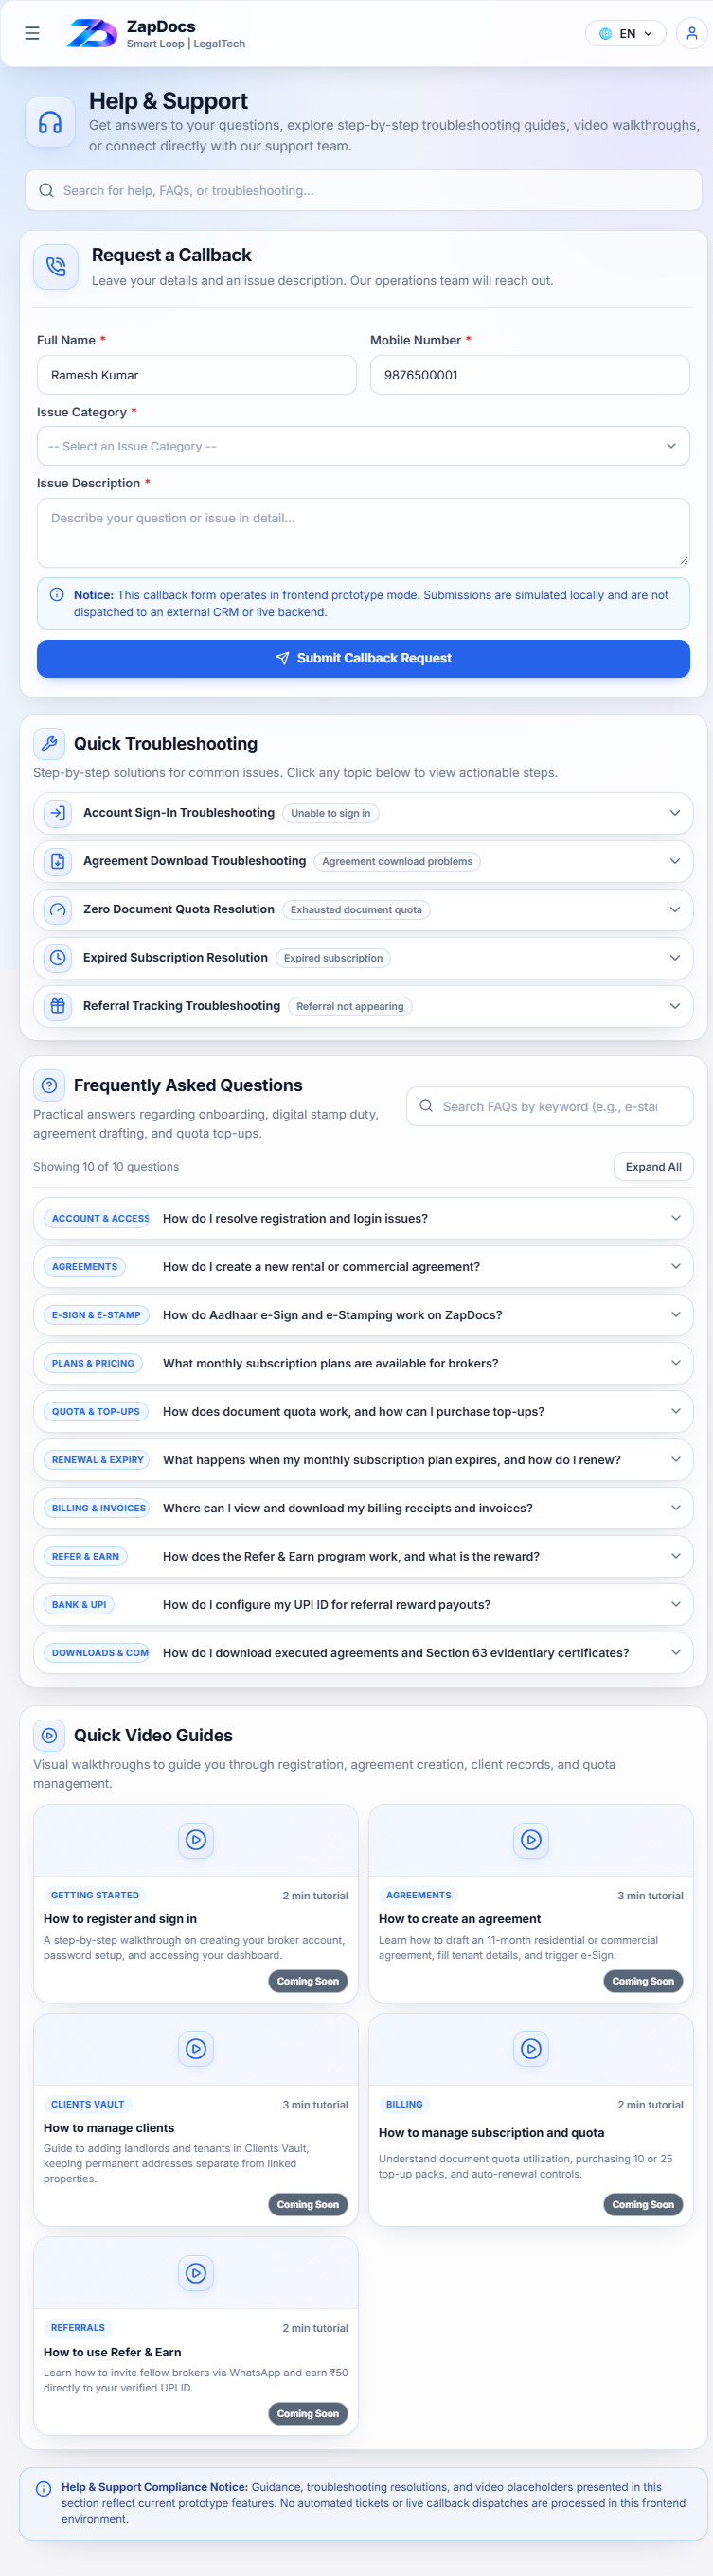 ZapDocs
Smart Loop | LegalTech
EN
Help & Support
Get answers to your questions, explore step-by-step troubleshooting guides, video walkthroughs,
or connect directly with our support team.
Search for help, FAQs, or troubleshooting...
Request a Callback
Leave your details and an issue description. Our operations team will reach out.
Full Name *
Mobile Number *
Ramesh Kumar
9876500001
Issue Category *
-- Select an Issue Category --
Issue Description *
Describe your question or issue in detail...
Notice: This callback form operates in frontend prototype mode. Submissions are simulated locally and are not
dispatched to an external CRM or live backend.
Submit Callback Request
Quick Troubleshooting
Step-by-step solutions for common issues. Click any topic below to view actionable steps.
Account Sign-In Troubleshooting Unable to sign in
Agreement Download Troubleshooting Agreement download problems
Zero Document Quota Resolution Exhausted document quota
Expired Subscription Resolution Expired subscription
Referral Tracking Troubleshooting Referral not appearing
Frequently Asked Questions
Practical answers regarding onboarding, digital stamp duty,
agreement drafting, and quota top-ups.
Search FAQs by keyword (e.g., e-star
Showing 10 of 10 questions
Expand All
ACCOUNT & ACCESS How do I resolve registration and login issues?
AGREEMENTS How do I create a new rental or commercial agreement?
E-SIGN & E-STAMP How do Aadhaar e-Sign and e-Stamping work on ZapDocs?
PLANS & PRICING What monthly subscription plans are available for brokers?
QUOTA & TOP-UPS How does document quota work, and how can I purchase top-ups?
RENEWAL & EXPIRY What happens when my monthly subscription plan expires, and how do I renew?
BILLING & INVOICES Where can I view and download my billing receipts and invoices?
REFER & EARN How does the Refer & Earn program work, and what is the reward?
BANK & UPI How do I configure my UPI ID for referral reward payouts?
DOWNLOADS & COM How do I download executed agreements and Section 63 evidentiary certificates?
Quick Video Guides
Visual walkthroughs to guide you through registration, agreement creation, client records, and quota
management.
GETTING STARTED 2 min tutorial
How to register and sign in
A step-by-step walkthrough on creating your broker account,
password setup, and accessing your dashboard.
Coming Soon
AGREEMENTS 3 min tutorial
How to create an agreement
Learn how to draft an 11-month residential or commercial
agreement, fill tenant details, and trigger e-Sign.
Coming Soon
CLIENTS VAULT 3 min tutorial
How to manage clients
Guide to adding landlords and tenants in Clients Vault,
keeping permanent addresses separate from linked
properties.
Coming Soon
BILLING 2 min tutorial
How to manage subscription and quota
Understand document quota utilization, purchasing 10 or 25
top-up packs, and auto-renewal controls.
Coming Soon
REFERRALS 2 min tutorial
How to use Refer & Earn
Learn how to invite fellow brokers via WhatsApp and earn ₹50
directly to your verified UPI ID.
Coming Soon
Help & Support Compliance Notice: Guidance, troubleshooting resolutions, and video placeholders presented in this
section reflect current prototype features. No automated tickets or live callback dispatches are processed in this frontend
environment.